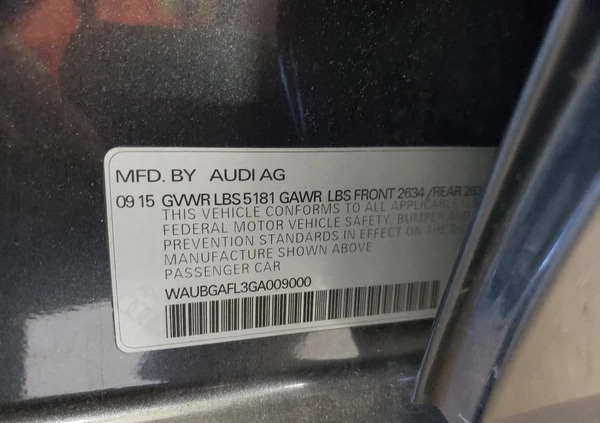 MFD. BY AUDI AG
09 15 GVWR LBS 5181 GAWR LBS FRONT 2634 /REAR
THIS VEHICLE CONFORMS TO ALL APPLICABLE
FEDERAL MOTOR VEHICLE SAFETY, BUMPER AND
PREVENTION STANDARDS IN EFFECT ON THE
MANUFACTURE SHOWN ABOVE
PASSENGER CAR
WAUBGAFL3GA009000